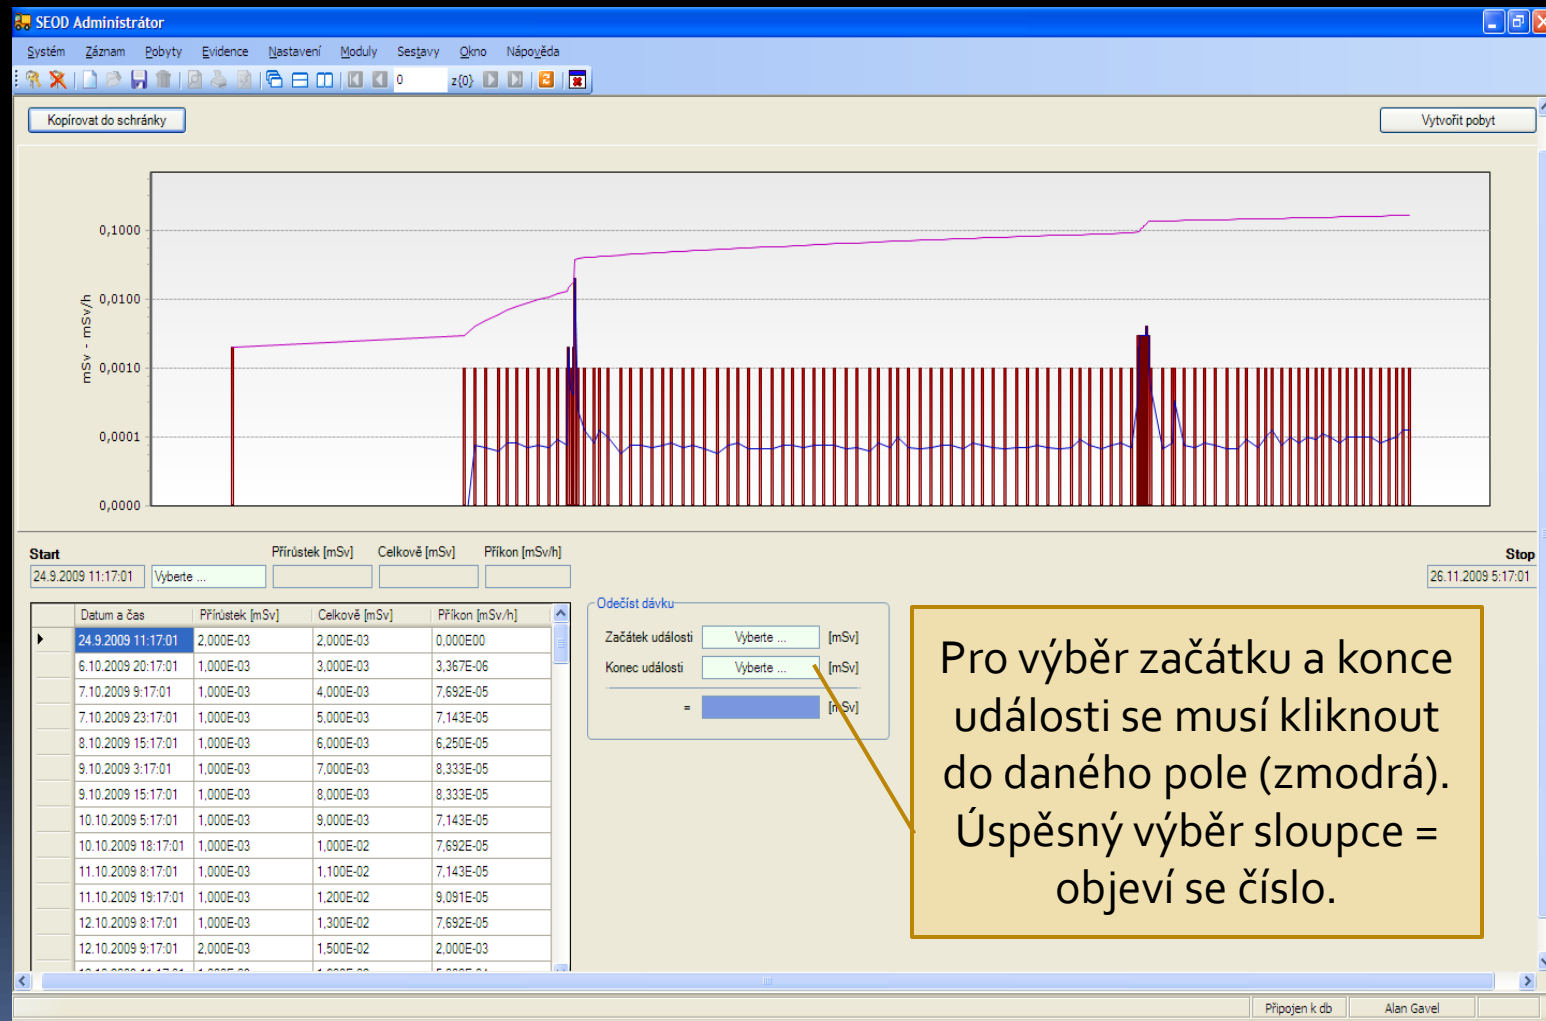 SEOD Administrátor
Systém Záznam Pobyty Evidence Nastavení Moduly Sestavy Okno Nápověda
0 z{0}
Kopírovat do schránky
Vytvořit pobyt
mSv - mSv/h
0,1000
0,0100
0,0010
0,0001
0,0000
Start Přírůstek [mSv] Celkově [mSv] Příkon [mSv/h] Stop
24.9.2009 11:17:01 Vyberte ... 26.11.2009 5:17:01
Datum a čas Přírůstek [mSv] Celkově [mSv] Příkon [mSv/h]
24.9.2009 11:17:01 2,000E-03 2,000E-03 0,000E00
6.10.2009 20:17:01 1,000E-03 3,000E-03 3,367E-06
7.10.2009 9:17:01 1,000E-03 4,000E-03 7,692E-05
7.10.2009 23:17:01 1,000E-03 5,000E-03 7,143E-05
8.10.2009 15:17:01 1,000E-03 6,000E-03 6,250E-05
9.10.2009 3:17:01 1,000E-03 7,000E-03 8,333E-05
9.10.2009 15:17:01 1,000E-03 8,000E-03 8,333E-05
10.10.2009 5:17:01 1,000E-03 9,000E-03 7,143E-05
10.10.2009 18:17:01 1,000E-03 1,000E-02 7,692E-05
11.10.2009 8:17:01 1,000E-03 1,100E-02 7,143E-05
11.10.2009 19:17:01 1,000E-03 1,200E-02 9,091E-05
12.10.2009 8:17:01 1,000E-03 1,300E-02 7,692E-05
12.10.2009 9:17:01 2,000E-03 1,500E-02 2,000E-03
Odečíst dávku
Začátek události Vyberte ... [mSv]
Konec události Vyberte ... [mSv]
= [mSv]
Pro výběr začátku a konce
události se musí kliknout
do daného pole (zmodrá).
Úspěsný výběr sloupce =
objeví se číslo.
Připojen k db Alan Gavel